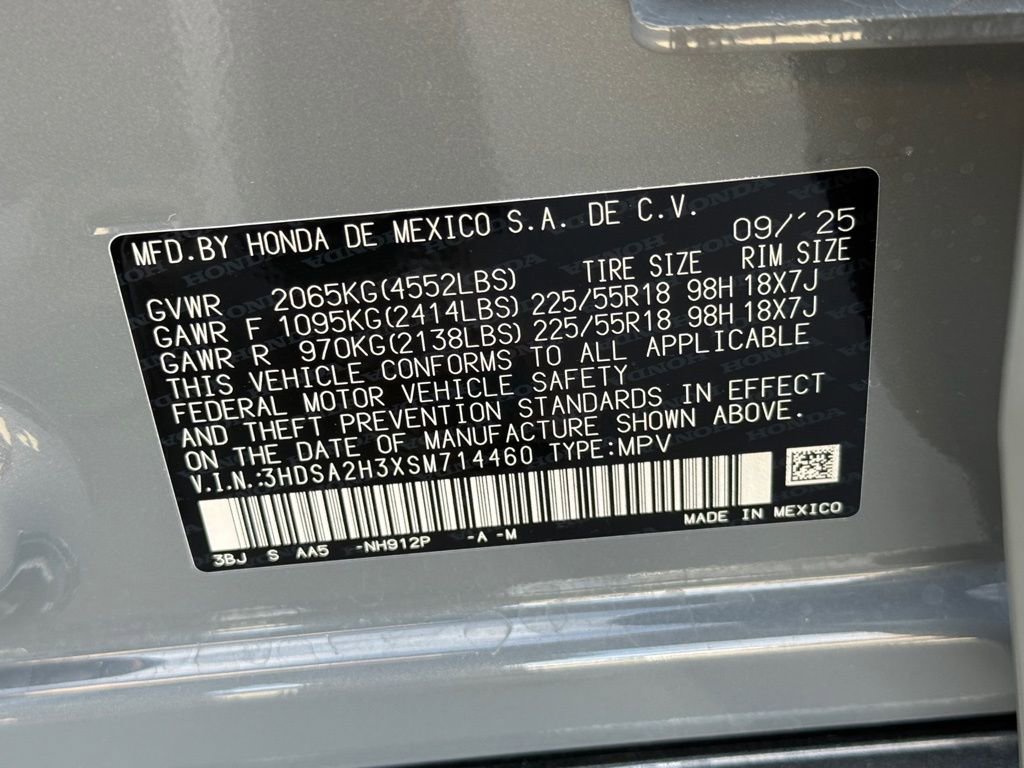 MFD.BY HONDA DE MEXICO S.A. DE C.V. 09/'25
TIRE SIZE RIM SIZE
GVWR 2065KG(4552LBS)
GAWR F 1095KG(2414LBS) 225/55R18 98H 18X7J
GAWR R 970KG(2138LBS) 225/55R18 98H 18X7J
THIS VEHICLE CONFORMS TO ALL APPLICABLE
FEDERAL MOTOR VEHICLE SAFETY
AND THEFT PREVENTION STANDARDS IN EFFECT
ON THE DATE OF MANUFACTURE SHOWN ABOVE.
V.I.N.:3HDSA2H3XSM714460 TYPE:MPV
MADE IN MEXICO
3BJ S AA5 -NH912P -A -M